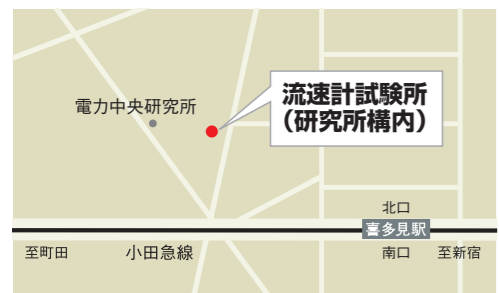 流速計試験所
（研究所構内）
電力中央研究所
北口
喜多見駅
至町田
小田急線
南口
至新宿